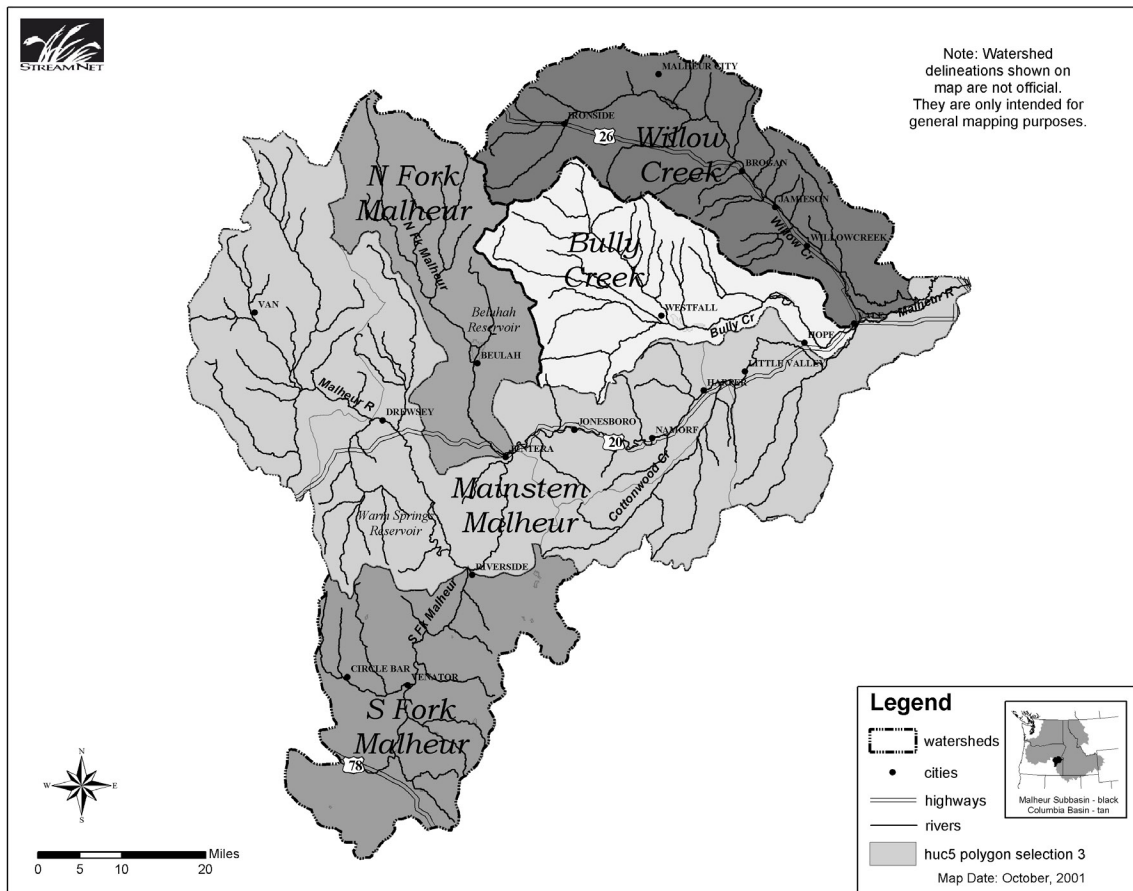 STREAMNET
Note: Watershed
delineations shown on
map are not official.
They are only intended for
general mapping purposes.
MALHEUR CITY
IRONSIDE
26
Willow
Creek
BROGAN
JAMIESON
Willow Cr
WILLOWCREEK
N Fork
Malheur
N Fk Malheur
Bully
Creek
VAN
Beluhah
Reservoir
BEULAH
WESTFALL
Bully Cr
Malheur R
HOPE
LITTLE VALLEY
HARPER
Malheur R
DREWSEY
JONESBORO
20
NAMORF
Cottonwood Cr
Mainstem
Malheur
Warm Springs
Reservoir
RIVERSIDE
S Fk Malheur
CIRCLE BAR
VENATOR
S Fork
Malheur
78
N
W
E
S
Miles
0 5 10 20
Legend
watersheds
cities
highways
rivers
huc5 polygon selection 3
Malheur Subbasin - black
Columbia Basin - tan
Map Date: October, 2001